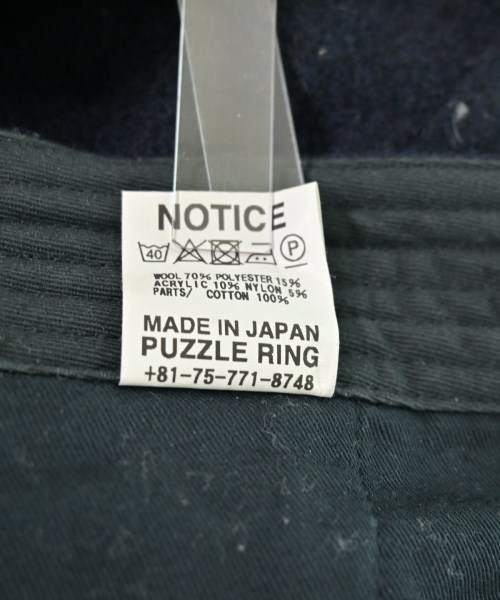 NOTICE
40 P
WOOL 70% POLYESTER 15%
ACRYLIC 10% NYLON 5%
PARTS/ COTTON 100%
MADE IN JAPAN
PUZZLE RING
+81-75-771-8748